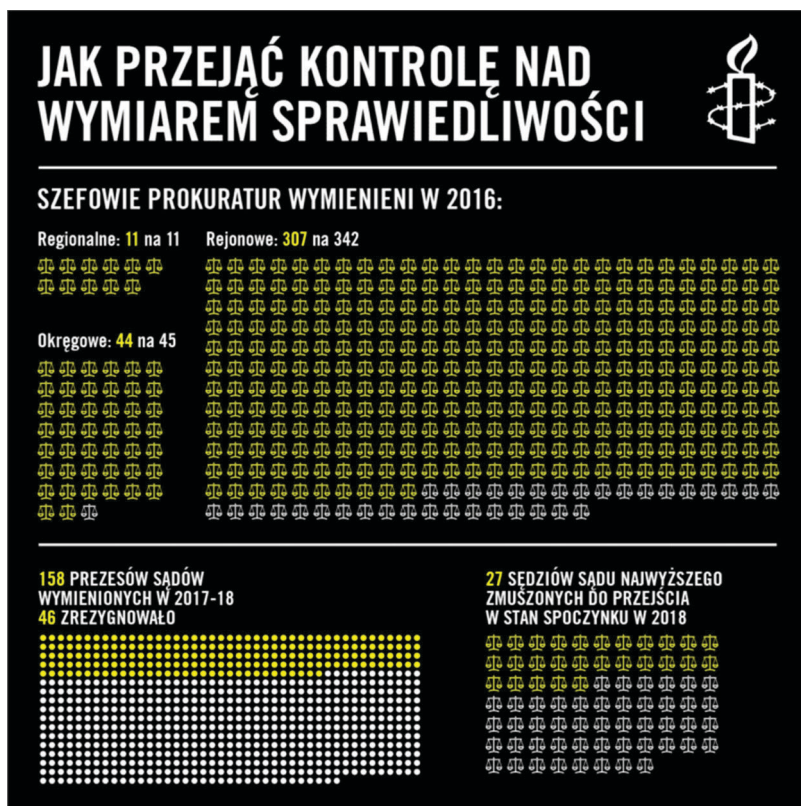 JAK PRZEJĄĆ KONTROLĘ NAD
WYMIAREM SPRAWIEDLIWOŚCI
SZEFOWIE PROKURATUR WYMIENIENI W 2016:
Regionalne: 11 na 11
Rejonowe: 307 na 342
Okręgowe: 44 na 45
158 PREZESÓW SĄDÓW
WYMIENIONYCH W 2017-18
46 ZREZYGNOWAŁO
27 SĘDZIÓW SĄDU NAJWYŻSZEGO
ZMUSZONYCH DO PRZEJŚCIA
W STAN SPOCZYNKU W 2018